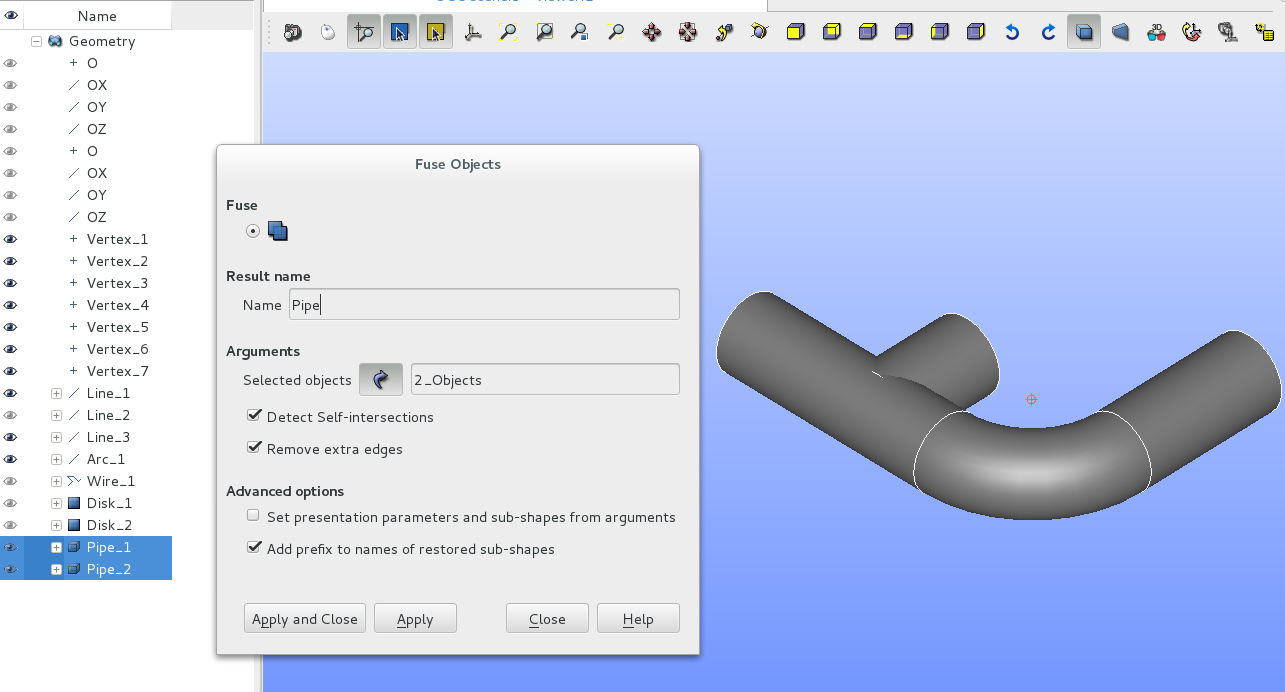 Name
Geometry
O
OX
OY
OZ
O
OX
OY
OZ
Vertex_1
Vertex_2
Vertex_3
Vertex_4
Vertex_5
Vertex_6
Vertex_7
Line_1
Line_2
Line_3
Arc_1
Wire_1
Disk_1
Disk_2
Pipe_1
Pipe_2
Fuse Objects
Fuse
Result name
Name Pipe
Arguments
Selected objects 2_Objects
Detect Self-intersections
Remove extra edges
Advanced options
Set presentation parameters and sub-shapes from arguments
Add prefix to names of restored sub-shapes
Apply and Close Apply Close Help
3D